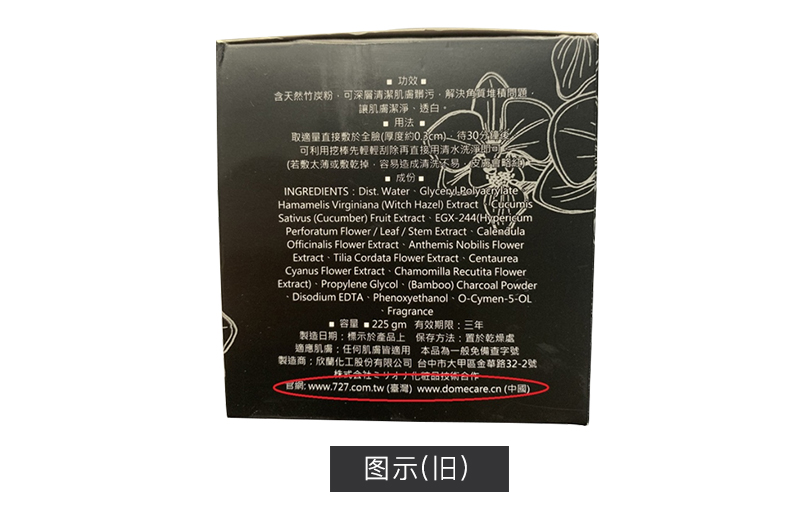 ■ 功效 ■
含天然竹炭粉，可深層清潔肌膚髒污，解決角質堆積問題，
讓肌膚潔淨、透白。
■ 用法 ■
取適量直接敷於全臉(厚度約0.3cm)，待30分鐘後，
可利用挖棒先輕輕刮除再直接用清水洗淨即可。
(若敷太薄或敷乾掉，容易造成清洗不易，皮膚會略紅)
■ 成份 ■
INGREDIENTS：Dist. Water、Glyceryl Polyacrylate、
Hamamelis Virginiana (Witch Hazel) Extract、Cucumis
Sativus (Cucumber) Fruit Extract、EGX-244(Hypericum
Perforatum Flower / Leaf / Stem Extract、Calendula
Officinalis Flower Extract、Anthemis Nobilis Flower
Extract、Tilia Cordata Flower Extract、Centaurea
Cyanus Flower Extract、Chamomilla Recutita Flower
Extract)、Propylene Glycol、(Bamboo) Charcoal Powder
、Disodium EDTA、Phenoxyethanol、O-Cymen-5-OL
、Fragrance
■ 容量 ■ 225 gm 有效期限：三年
製造日期：標示於產品上 保存方法：置於乾燥處
適應肌膚：任何肌膚皆適用 本品為一般免備查字號
製造商：欣蘭化工股份有限公司 台中市大甲區金華路32-2號
株式会社ミリオナ化粧品技術合作
官網: www.727.com.tw (臺灣) www.domecare.cn (中國)
图示(旧)